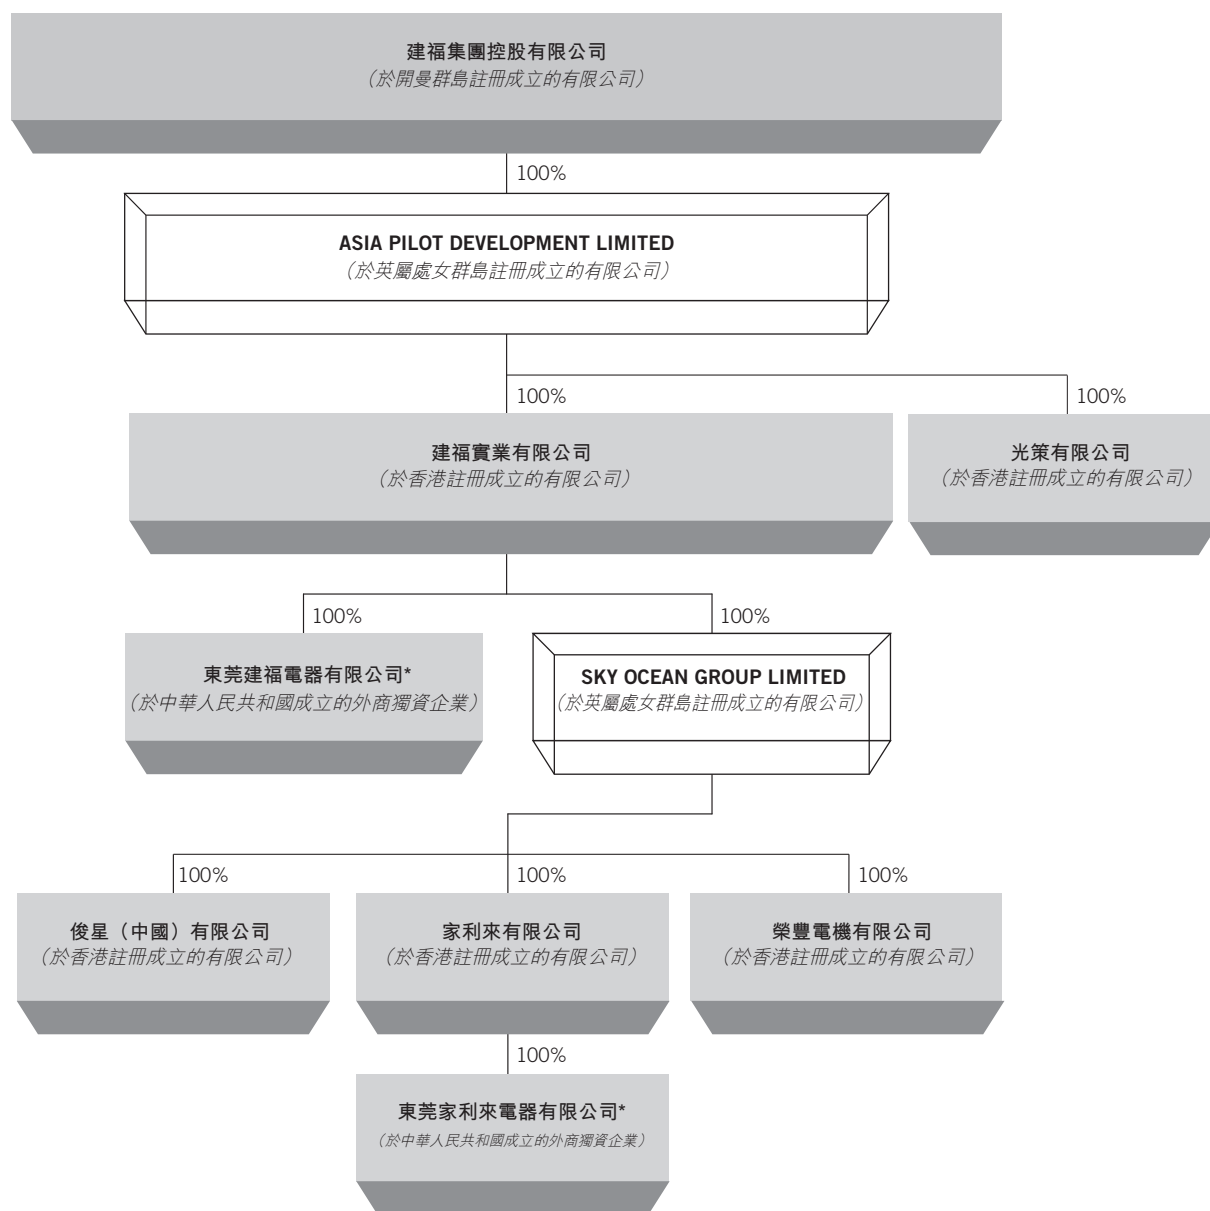 建福集團控股有限公司
（於開曼群島註冊成立的有限公司）
100%
ASIA PILOT DEVELOPMENT LIMITED
（於英屬處女群島註冊成立的有限公司）
100%
100%
建福實業有限公司
（於香港註冊成立的有限公司）
光策有限公司
（於香港註冊成立的有限公司）
100%
100%
東莞建福電器有限公司*
（於中華人民共和國成立的外商獨資企業）
SKY OCEAN GROUP LIMITED
（於英屬處女群島註冊成立的有限公司）
100%
100%
100%
俊星（中國）有限公司
（於香港註冊成立的有限公司）
家利來有限公司
（於香港註冊成立的有限公司）
榮豐電機有限公司
（於香港註冊成立的有限公司）
100%
東莞家利來電器有限公司*
（於中華人民共和國成立的外商獨資企業）